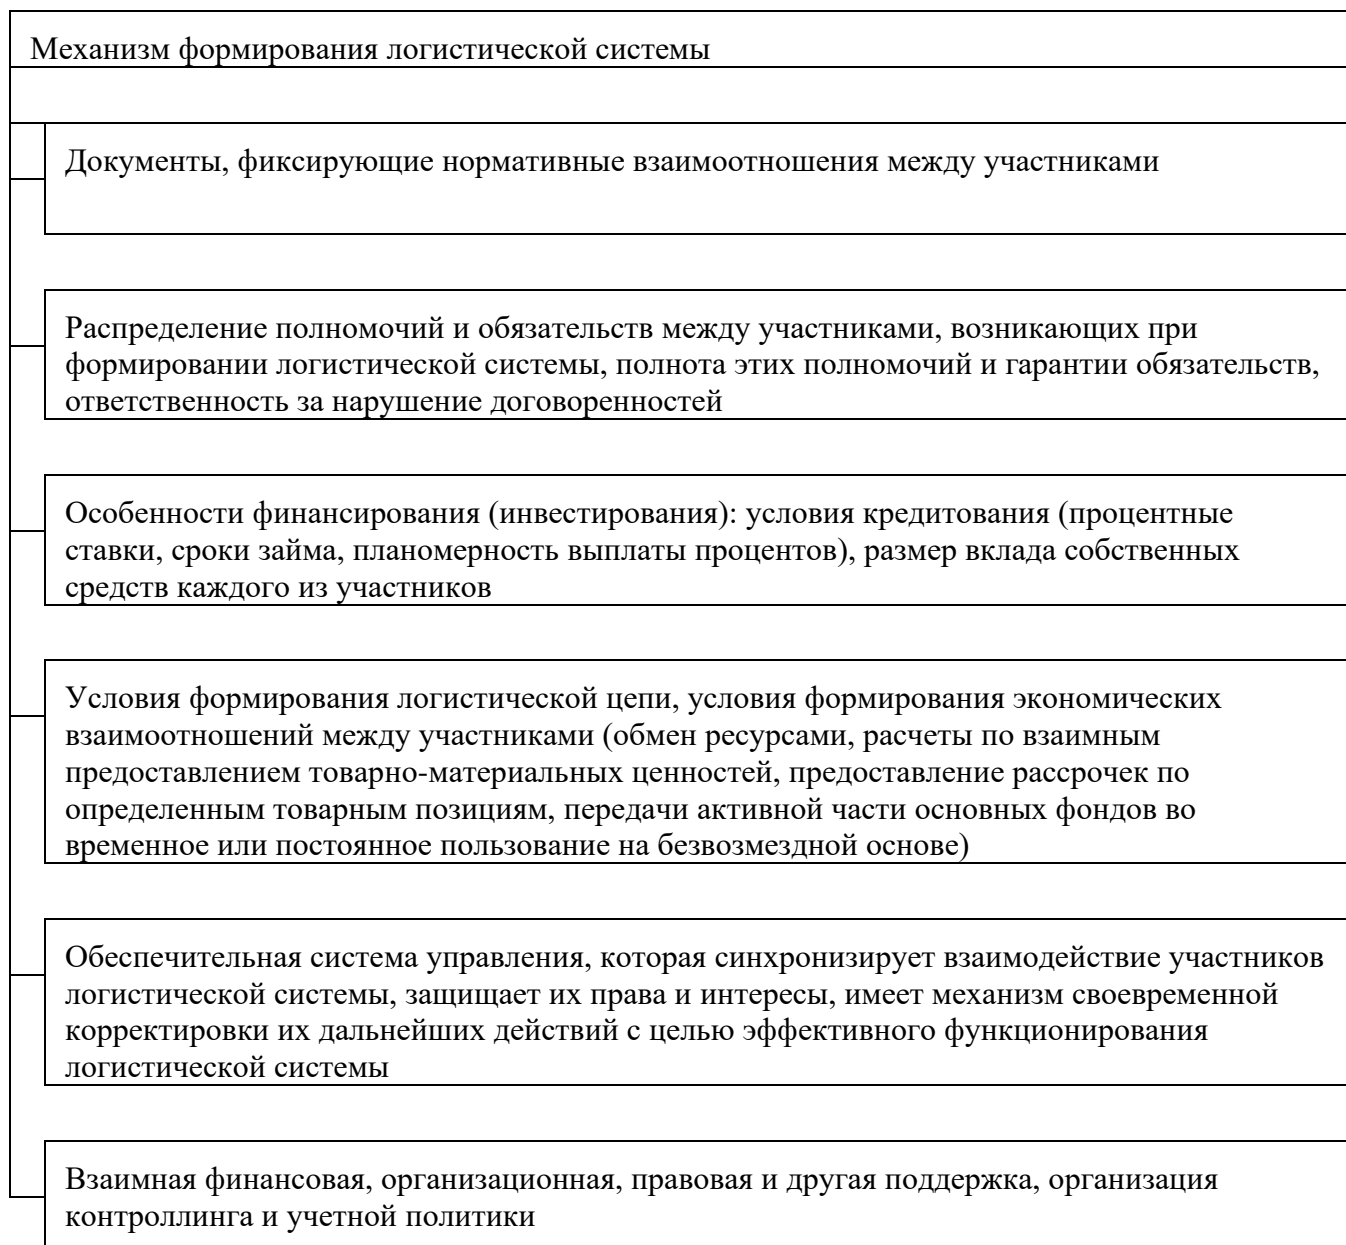 Механизм формирования логистической системы
Документы, фиксирующие нормативные взаимоотношения между участниками
Распределение полномочий и обязательств между участниками, возникающих при
формировании логистической системы, полнота этих полномочий и гарантии обязательств,
ответственность за нарушение договоренностей
Особенности финансирования (инвестирования): условия кредитования (процентные
ставки, сроки займа, планомерность выплаты процентов), размер вклада собственных
средств каждого из участников
Условия формирования логистической цепи, условия формирования экономических
взаимоотношений между участниками (обмен ресурсами, расчеты по взаимным
предоставлением товарно-материальных ценностей, предоставление рассрочек по
определенным товарным позициям, передачи активной части основных фондов во
временное или постоянное пользование на безвозмездной основе)
Обеспечительная система управления, которая синхронизирует взаимодействие участников
логистической системы, защищает их права и интересы, имеет механизм своевременной
корректировки их дальнейших действий с целью эффективного функционирования
логистической системы
Взаимная финансовая, организационная, правовая и другая поддержка, организация
контроллинга и учетной политики